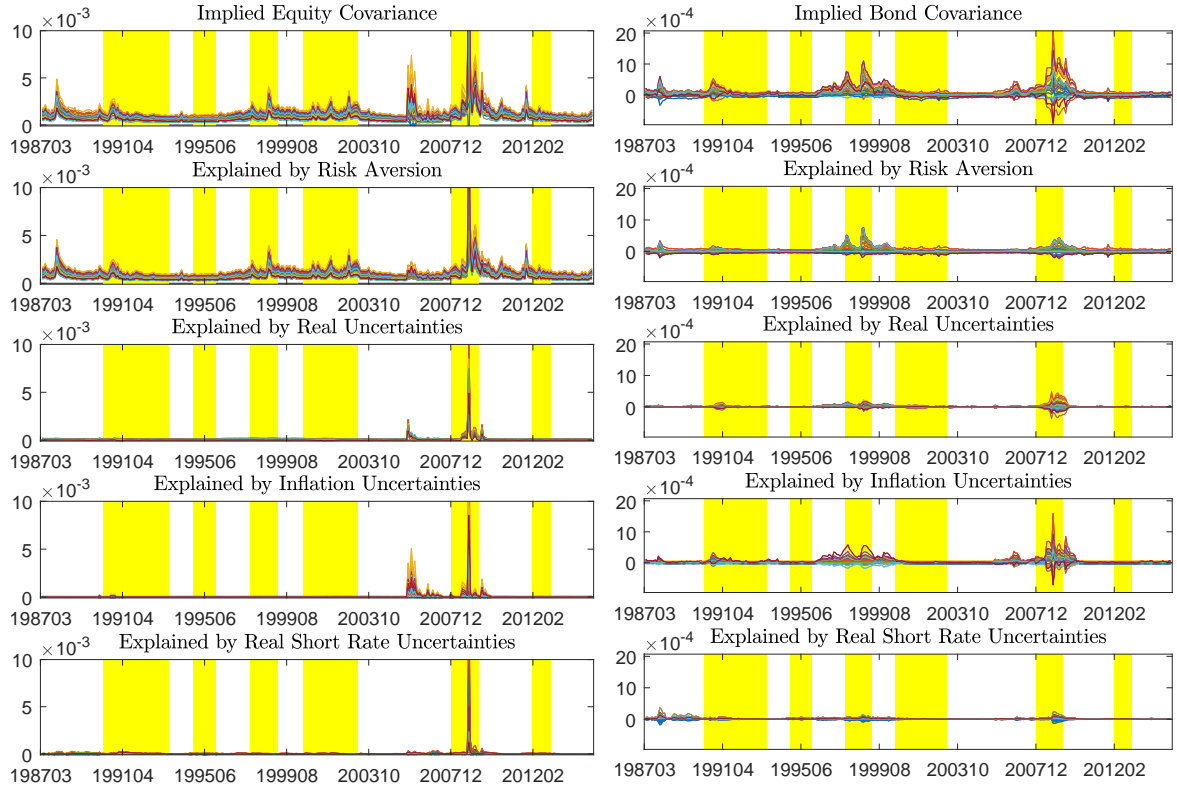 Implied Equity Covariance
×10-3
10
5
0
198703 199104 199506 199908 200310 200712 201202
Explained by Risk Aversion
×10-3
10
5
0
198703 199104 199506 199908 200310 200712 201202
Explained by Real Uncertainties
×10-3
10
5
0
198703 199104 199506 199908 200310 200712 201202
Explained by Inflation Uncertainties
×10-3
10
5
0
198703 199104 199506 199908 200310 200712 201202
Explained by Real Short Rate Uncertainties
×10-3
10
5
0
198703 199104 199506 199908 200310 200712 201202
Implied Bond Covariance
×10-4
20
10
0
198703 199104 199506 199908 200310 200712 201202
Explained by Risk Aversion
×10-4
20
10
0
198703 199104 199506 199908 200310 200712 201202
Explained by Real Uncertainties
×10-4
20
10
0
198703 199104 199506 199908 200310 200712 201202
Explained by Inflation Uncertainties
×10-4
20
10
0
198703 199104 199506 199908 200310 200712 201202
Explained by Real Short Rate Uncertainties
×10-4
20
10
0
198703 199104 199506 199908 200310 200712 201202